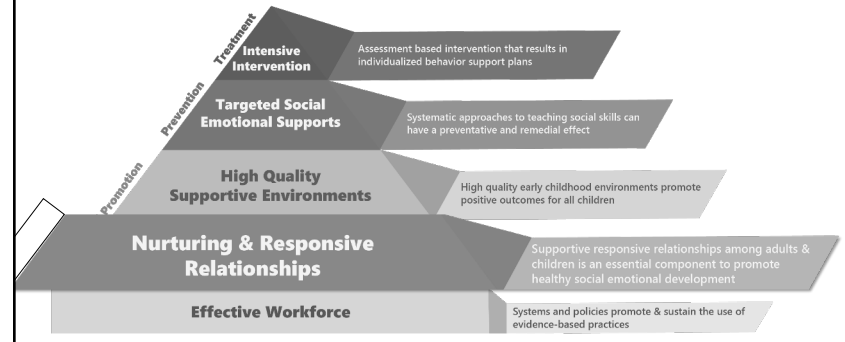 Treatment
Intensive
Intervention
Assessment based intervention that results in
individualized behavior support plans
Prevention
Targeted Social
Emotional Supports
Systematic approaches to teaching social skills can
have a preventative and remedial effect
Promotion
High Quality
Supportive Environments
High quality early childhood environments promote
positive outcomes for all children
Nurturing & Responsive
Relationships
Supportive responsive relationships among adults &
children is an essential component to promote
healthy social emotional development
Effective Workforce
Systems and policies promote & sustain the use of
evidence-based practices